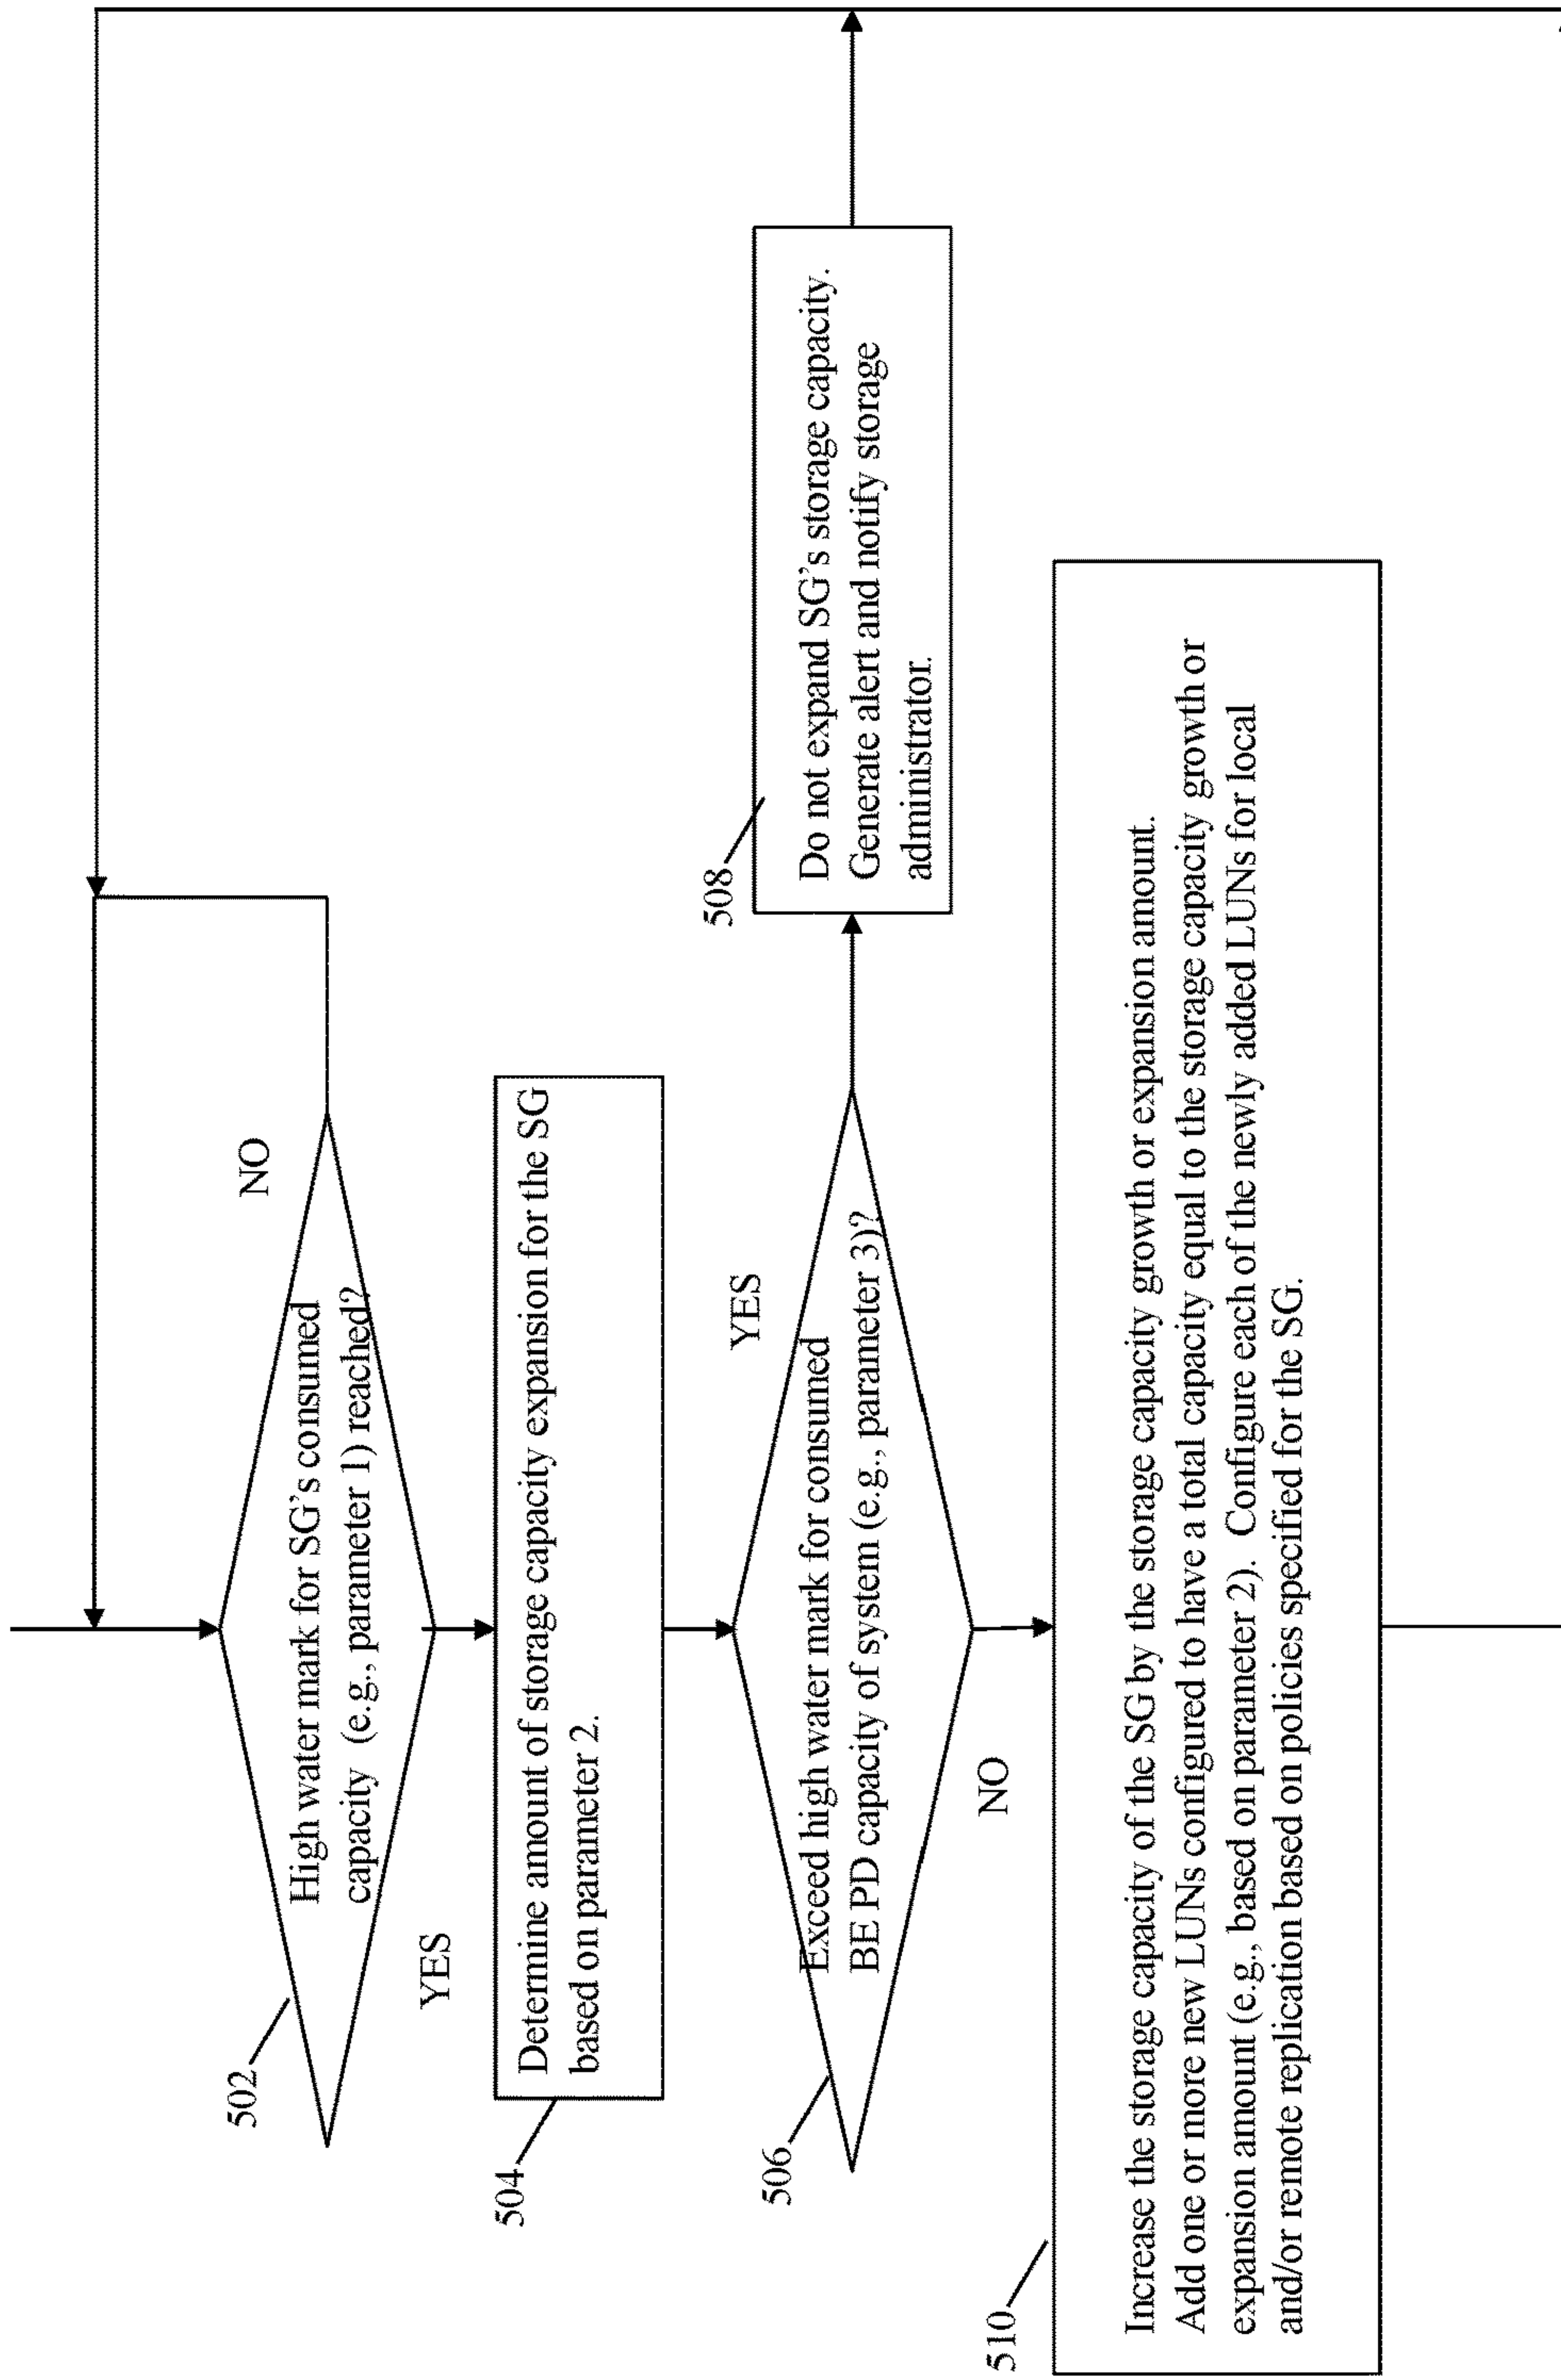 502
High water mark for SG's consumed
capacity (e.g., parameter 1) reached?
NO
YES
504
Determine amount of storage capacity expansion for the SG
based on parameter 2.
506
Exceed high water mark for consumed
BE PD capacity of system (e.g., parameter 3)?
YES
NO
508
Do not expand SG's storage capacity.
Generate alert and notify storage
administrator.
510
Increase the storage capacity of the SG by the storage capacity growth or expansion amount.
Add one or more new LUNs configured to have a total capacity equal to the storage capacity growth or
expansion amount (e.g., based on parameter 2). Configure each of the newly added LUNs for local
and/or remote replication based on policies specified for the SG.